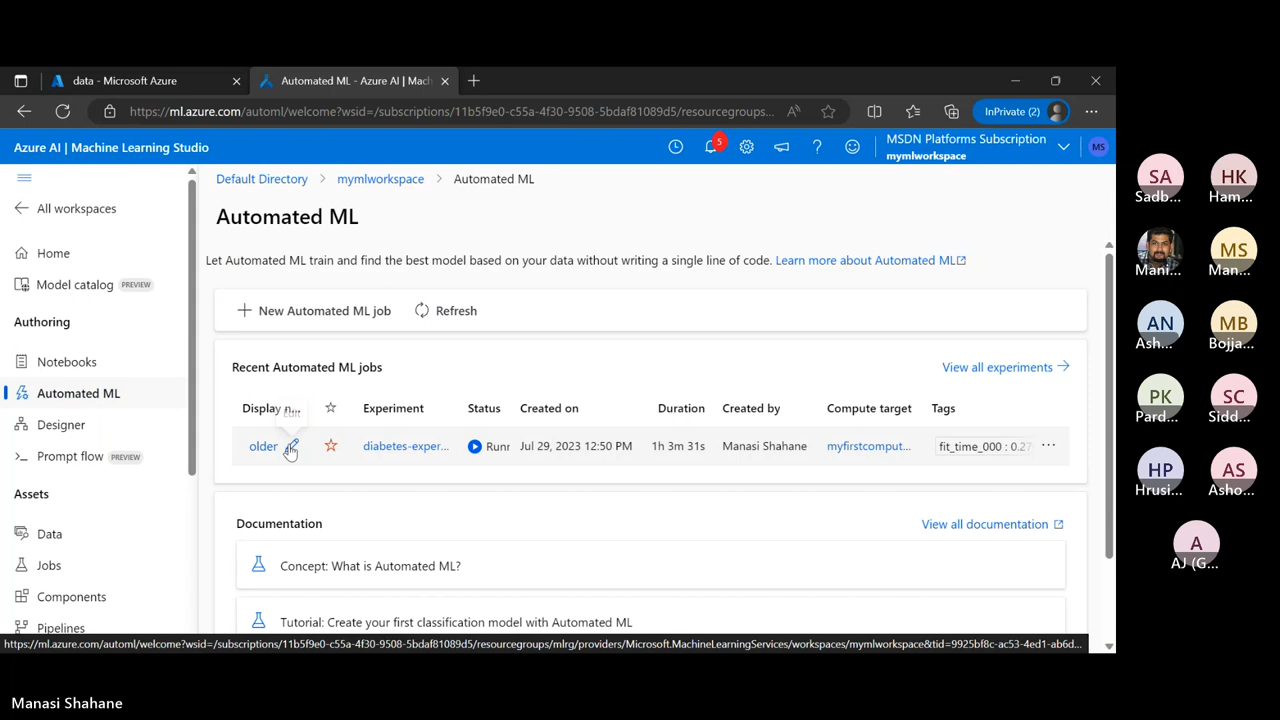 data - Microsoft Azure
Automated ML - Azure AI | Mach
https://ml.azure.com/automl/welcome?wsid=/subscriptions/11b5f9e0-c55a-4f30-9508-5bdaf81089d5/resourcegroups...
InPrivate (2)
Azure AI | Machine Learning Studio
5
MSDN Platforms Subscription
mymlworkspace
MS
All workspaces
Home
Model catalog PREVIEW
Authoring
Notebooks
Automated ML
Designer
Prompt flow PREVIEW
Assets
Data
Jobs
Components
Pipelines
Default Directory > mymlworkspace > Automated ML
Automated ML
Let Automated ML train and find the best model based on your data without writing a single line of code. Learn more about Automated ML
New Automated ML job Refresh
Recent Automated ML jobs View all experiments
Display n... Experiment Status Created on Duration Created by Compute target Tags
Edit
older diabetes-exper... Runn Jul 29, 2023 12:50 PM 1h 3m 31s Manasi Shahane myfirstcomput... fit_time_000 : 0.27 ...
Documentation View all documentation
Concept: What is Automated ML?
Tutorial: Create your first classification model with Automated ML
https://ml.azure.com/automl/welcome?wsid=/subscriptions/11b5f9e0-c55a-4f30-9508-5bdaf81089d5/resourcegroups/mlrg/providers/Microsoft.MachineLearningServices/workspaces/mymlworkspace&tid=9925bf8c-ac53-4ed1-ab6d...
SA HK
Sadb... Ham...
MS
Mani... Man...
AN MB
Ash... Bojja...
PK SC
Pard... Sidd...
HP AS
Hrusi... Asho...
A
AJ (G...
Manasi Shahane